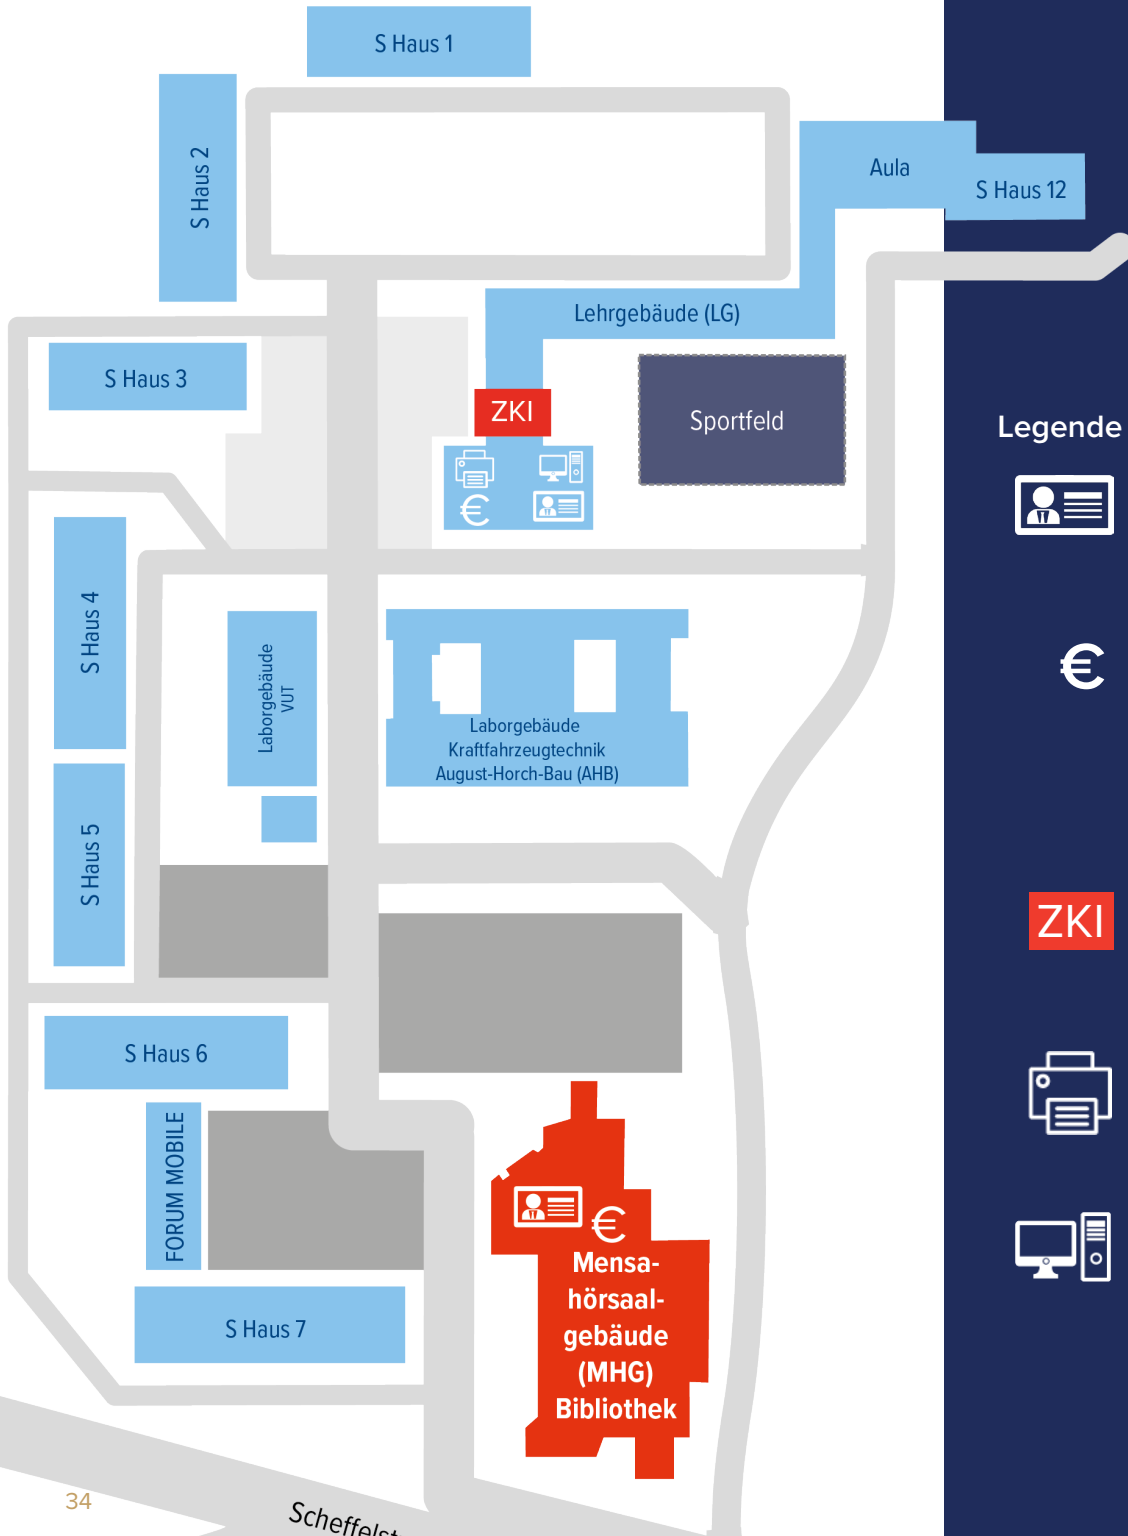 S Haus 1
S Haus 2
Aula
S Haus 12
Lehrgebäude (LG)
S Haus 3
ZKI
Sportfeld
Legende
€
€
S Haus 4
Laborgebäude
VUT
Laborgebäude
Kraftfahrzeugtechnik
August-Horch-Bau (AHB)
S Haus 5
ZKI
S Haus 6
FORUM MOBILE
€
Mensa-
hörsaal-
gebäude
(MHG)
Bibliothek
S Haus 7
34